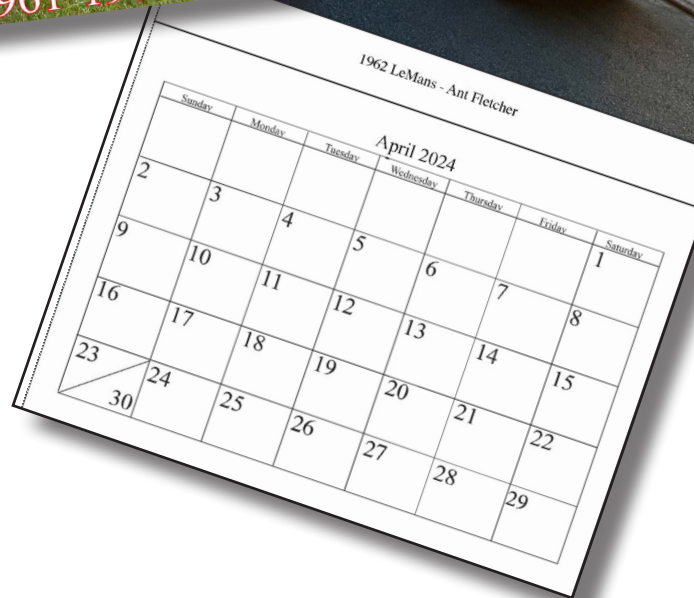 1962 LeMans - Ant Fletcher
April 2024
Sunday Monday Tuesday Wednesday Thursday Friday Saturday
1
2 3 4 5 6 7 8
9 10 11 12 13 14 15
16 17 18 19 20 21 22
23 24 25 26 27 28 29
30